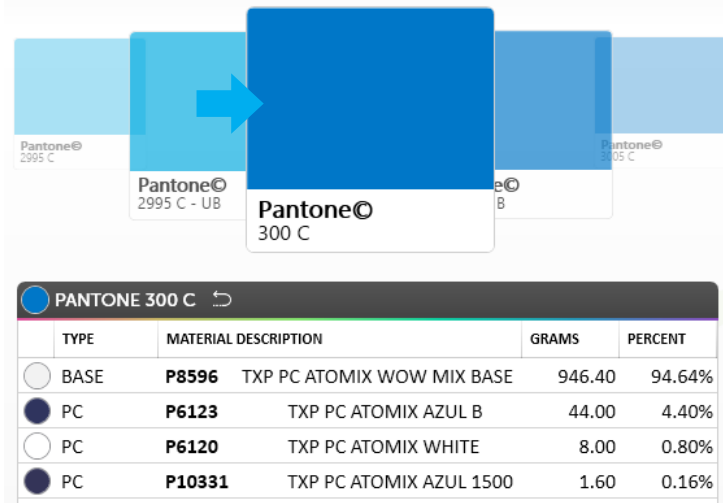 Pantone©
2995 C
Pantone©
2995 C - UB
Pantone©
300 C
PANTONE 300 C
TYPE MATERIAL DESCRIPTION GRAMS PERCENT
BASE P8596 TXP PC ATOMIX WOW MIX BASE 946.40 94.64%
PC P6123 TXP PC ATOMIX AZUL B 44.00 4.40%
PC P6120 TXP PC ATOMIX WHITE 8.00 0.80%
PC P10331 TXP PC ATOMIX AZUL 1500 1.60 0.16%